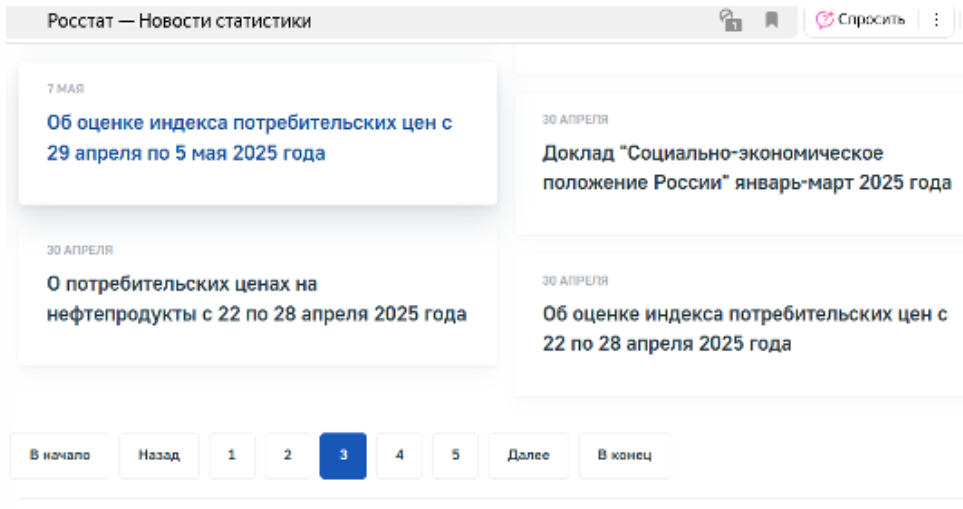 Росстат — Новости статистики
1
Спросить
7 МАЯ
Об оценке индекса потребительских цен с
29 апреля по 5 мая 2025 года
30 АПРЕЛЯ
О потребительских ценах на
нефтепродукты с 22 по 28 апреля 2025 года
30 АПРЕЛЯ
Доклад "Социально-экономическое
положение России" январь-март 2025 года
30 АПРЕЛЯ
Об оценке индекса потребительских цен с
22 по 28 апреля 2025 года
В начало Назад 1 2 3 4 5 Далее В конец